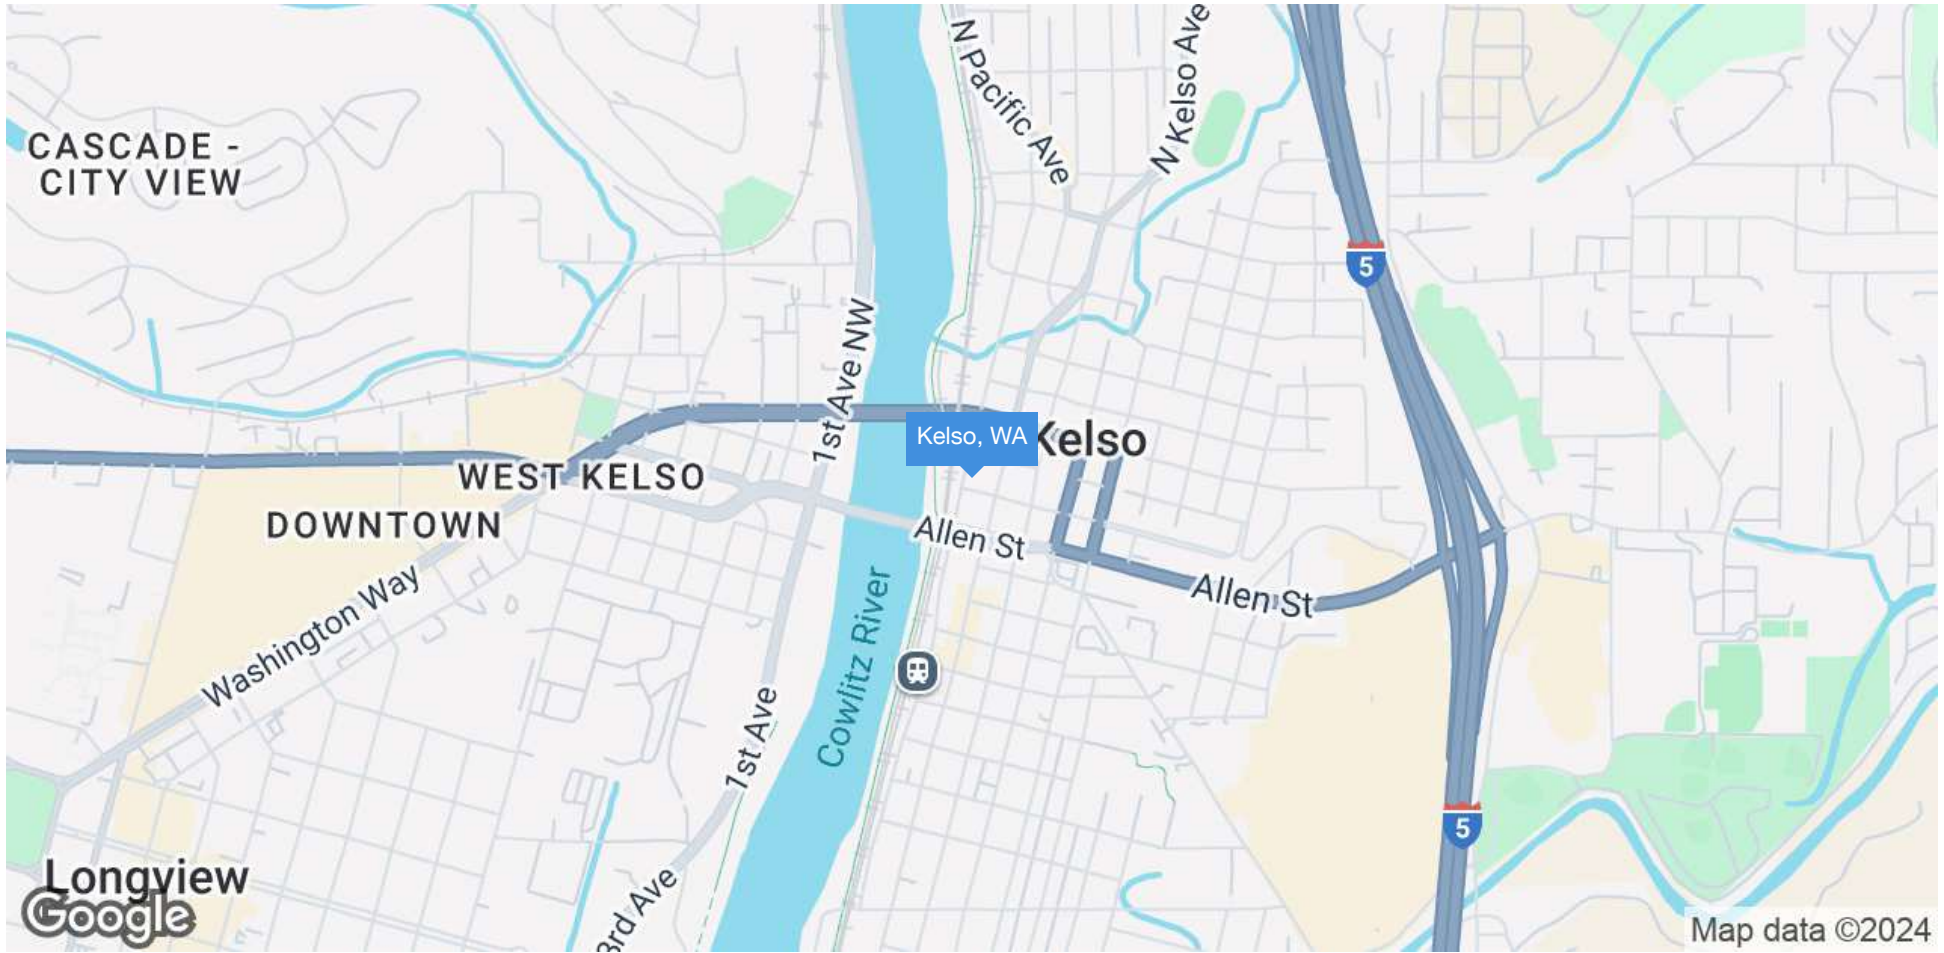 N Pacific Ave
N Kelso Ave
CASCADE -
CITY VIEW
5
1st Ave NW
Kelso, WA
Kelso
WEST KELSO
DOWNTOWN
Allen St
Allen St
Washington Way
Cowlitz River
1st Ave
5
Longview
3rd Ave
Google
Map data ©2024